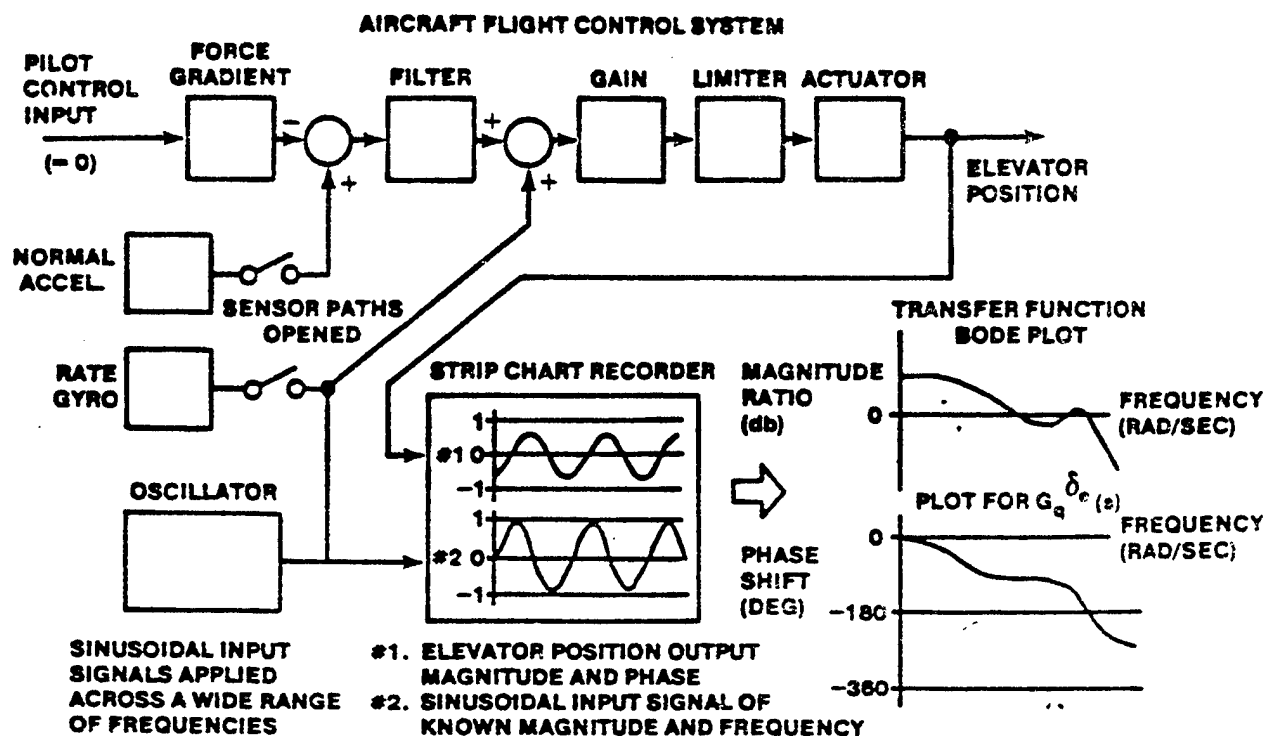 AIRCRAFT FLIGHT CONTROL SYSTEM
PILOT
CONTROL
INPUT
(= 0)
FORCE
GRADIENT
FILTER
GAIN
LIMITER
ACTUATOR
−
+
+
+
ELEVATOR
POSITION
NORMAL
ACCEL.
SENSOR PATHS
OPENED
RATE
GYRO
OSCILLATOR
STRIP CHART RECORDER
1
#1 0
−1
1
#2 0
−1
TRANSFER FUNCTION
BODE PLOT
MAGNITUDE
RATIO
(db)
0
FREQUENCY
(RAD/SEC)
PLOT FOR G_q^δe (s)
0
FREQUENCY
(RAD/SEC)
PHASE
SHIFT
(DEG)
−180
−360
SINUSOIDAL INPUT
SIGNALS APPLIED
ACROSS A WIDE RANGE
OF FREQUENCIES
#1. ELEVATOR POSITION OUTPUT
MAGNITUDE AND PHASE
#2. SINUSOIDAL INPUT SIGNAL OF
KNOWN MAGNITUDE AND FREQUENCY